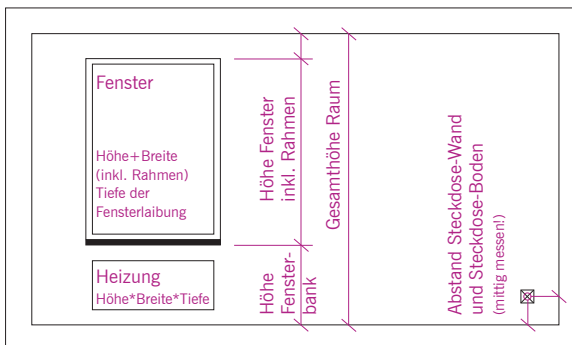 Fenster
Höhe+Breite
(inkl. Rahmen)
Tiefe der
Fensterlaibung
Heizung
Höhe*Breite*Tiefe
Höhe Fenster
inkl. Rahmen
Höhe
Fenster-
bank
Gesamthöhe Raum
Abstand Steckdose-Wand
und Steckdose-Boden
(mittig messen!)